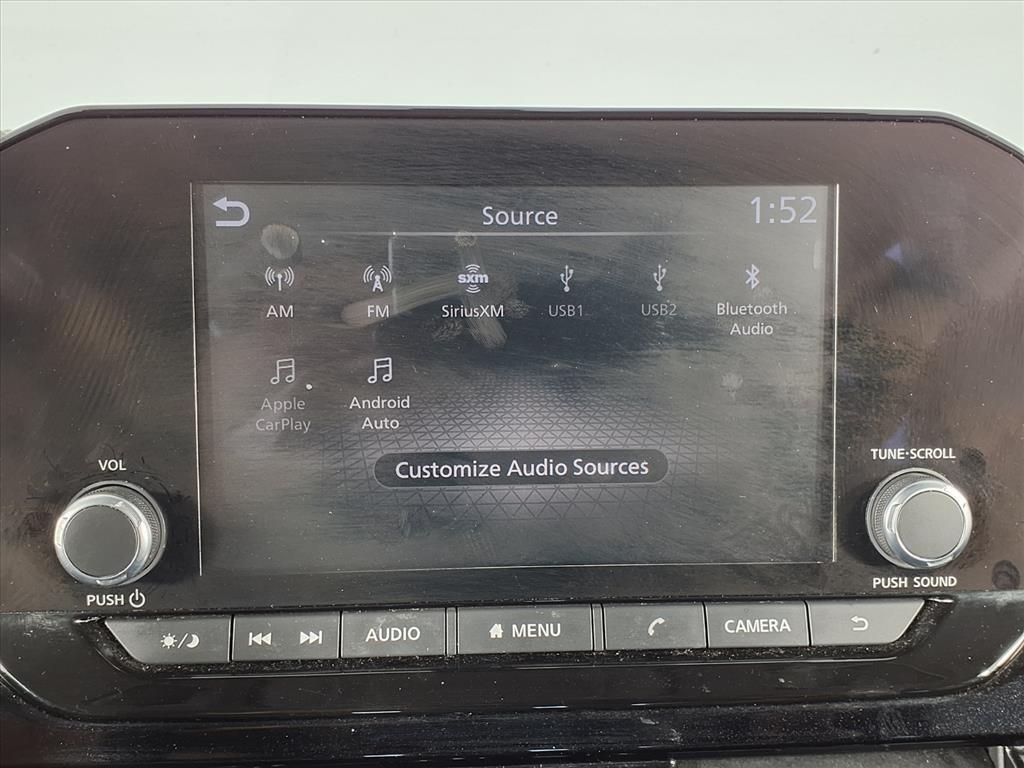 Source
1:52
AM
FM
sxm
SiriusXM
USB1
USB2
Bluetooth
Audio
Apple
CarPlay
Android
Auto
Customize Audio Sources
VOL
PUSH
TUNE·SCROLL
PUSH SOUND
AUDIO
MENU
CAMERA